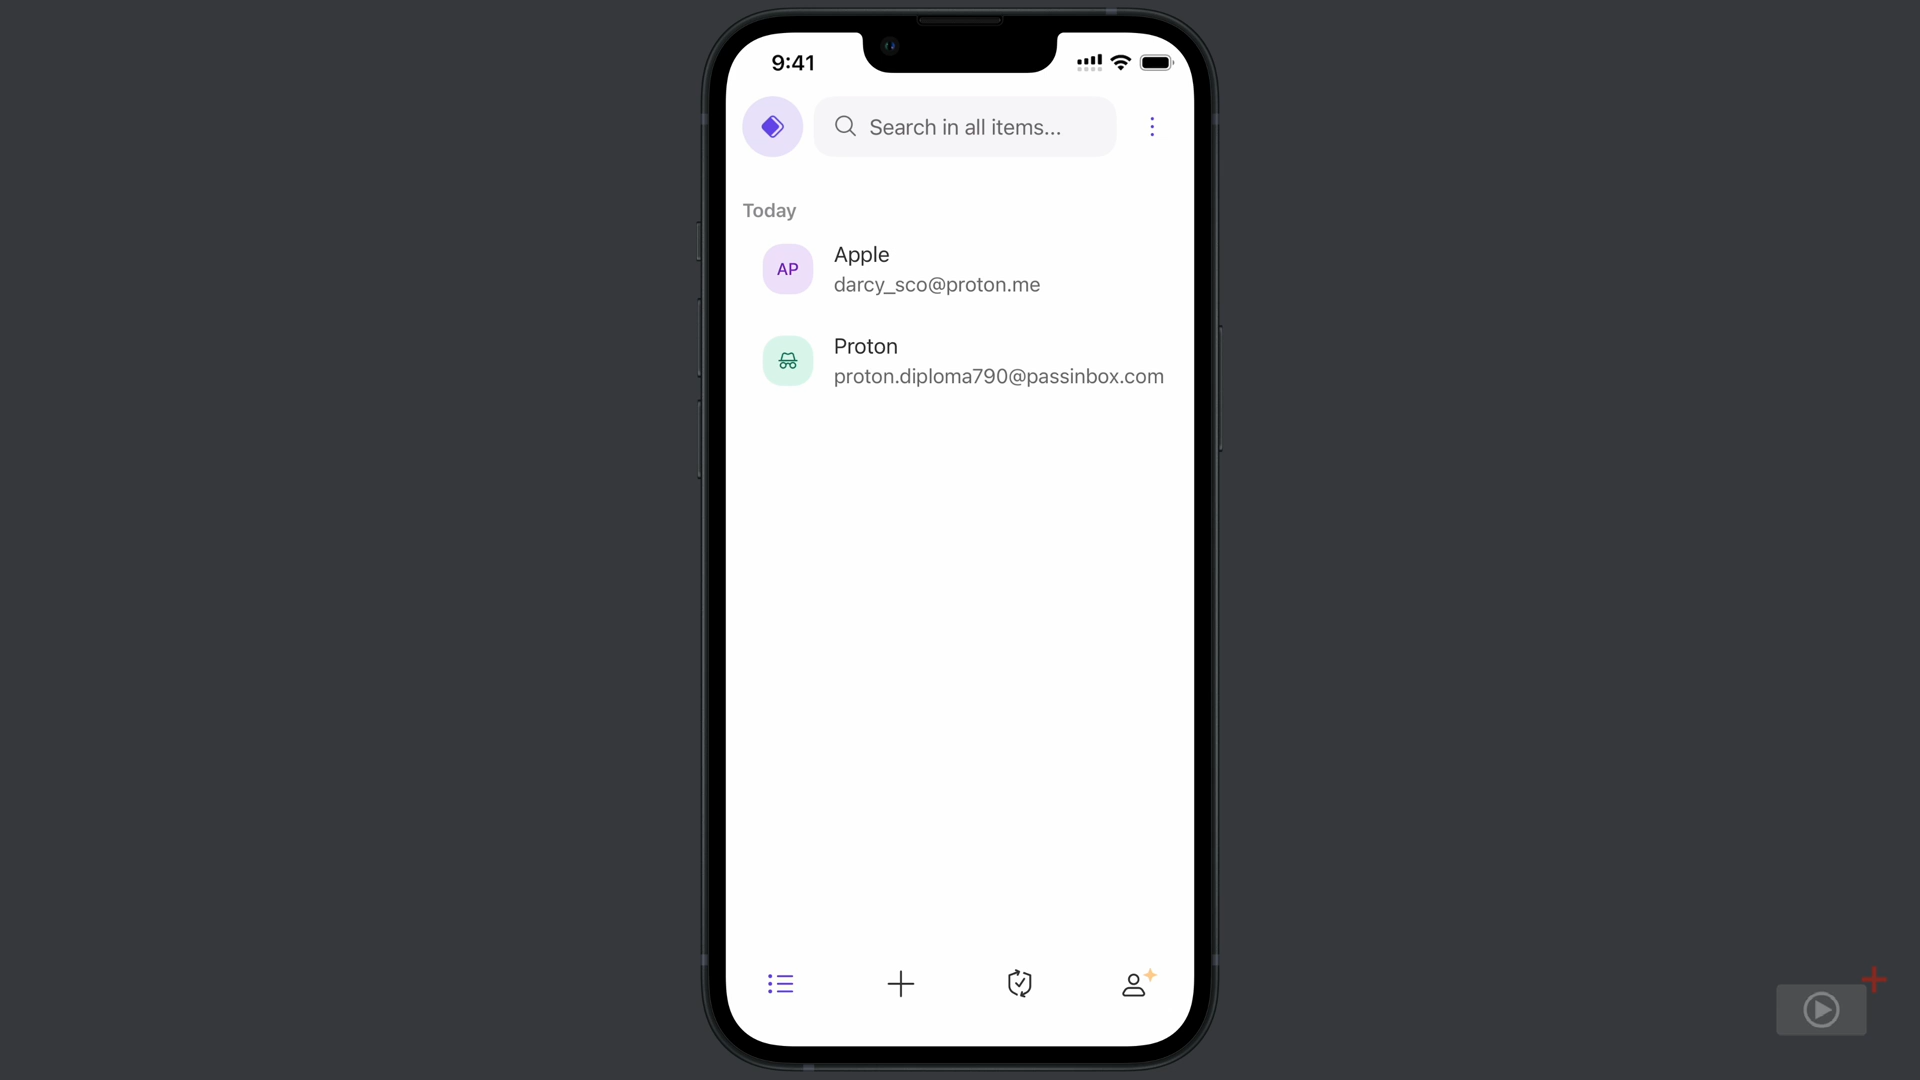 9:41
Search in all items...
Today
AP
Apple
darcy_sco@proton.me
Proton
proton.diploma790@passinbox.com